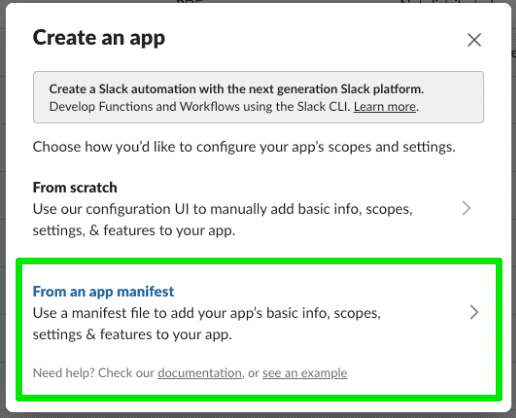 Create an app
Create a Slack automation with the next generation Slack platform.
Develop Functions and Workflows using the Slack CLI. Learn more.
Choose how you’d like to configure your app’s scopes and settings.
From scratch
Use our configuration UI to manually add basic info, scopes,
settings, & features to your app.
From an app manifest
Use a manifest file to add your app’s basic info, scopes,
settings & features to your app.
Need help? Check our documentation, or see an example